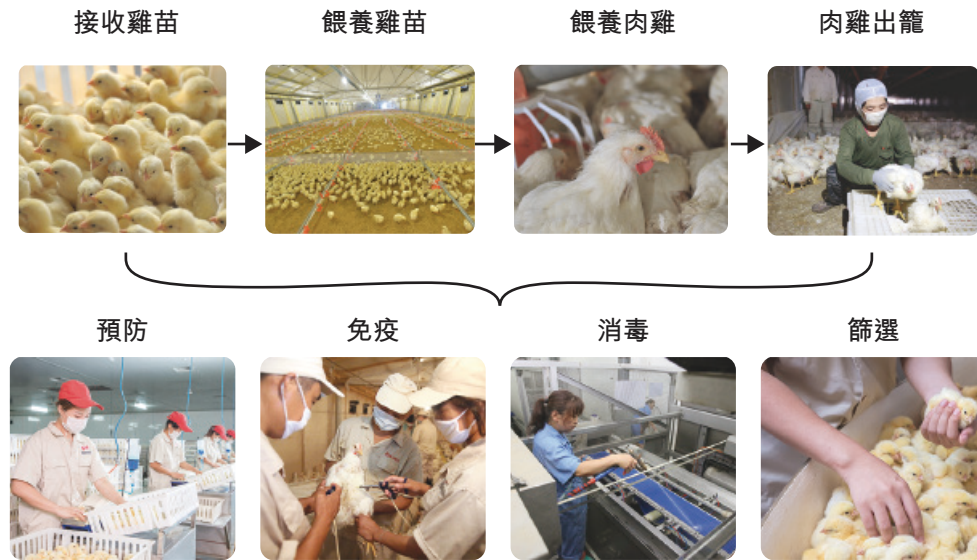 接收雞苗
餵養雞苗
餵養肉雞
肉雞出籠
預防
免疫
消毒
篩選